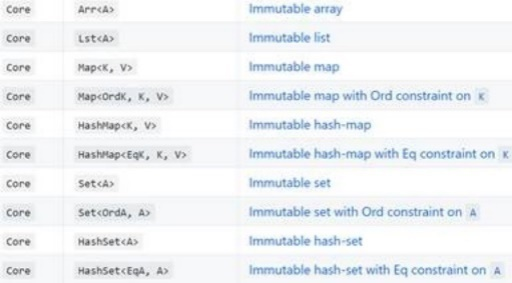 Core Arr<A> Immutable array
Core Lst<A> Immutable list
Core Map<K, V> Immutable map
Core Map<OrdK, K, V> Immutable map with Ord constraint on K
Core HashMap<K, V> Immutable hash-map
Core HashMap<EqK, K, V> Immutable hash-map with Eq constraint on K
Core Set<A> Immutable set
Core Set<OrdA, A> Immutable set with Ord constraint on A
Core HashSet<A> Immutable hash-set
Core HashSet<EqA, A> Immutable hash-set with Eq constraint on A